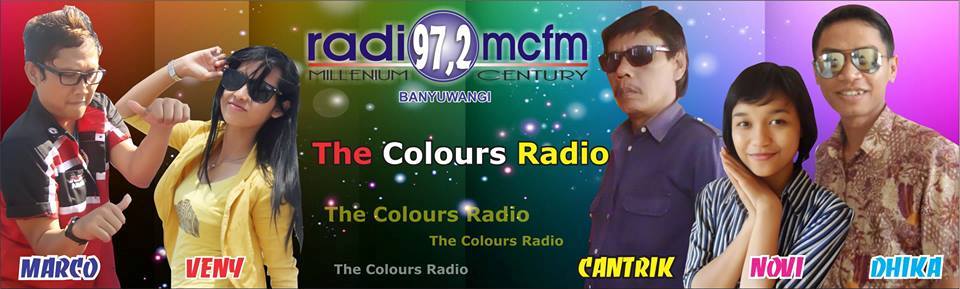 radio 97,2 mcfm
MILLENIUM CENTURY
BANYUWANGI
The Colours Radio
The Colours Radio
The Colours Radio
The Colours Radio
MARCO VENY CANTRIK NOVI DHIKA